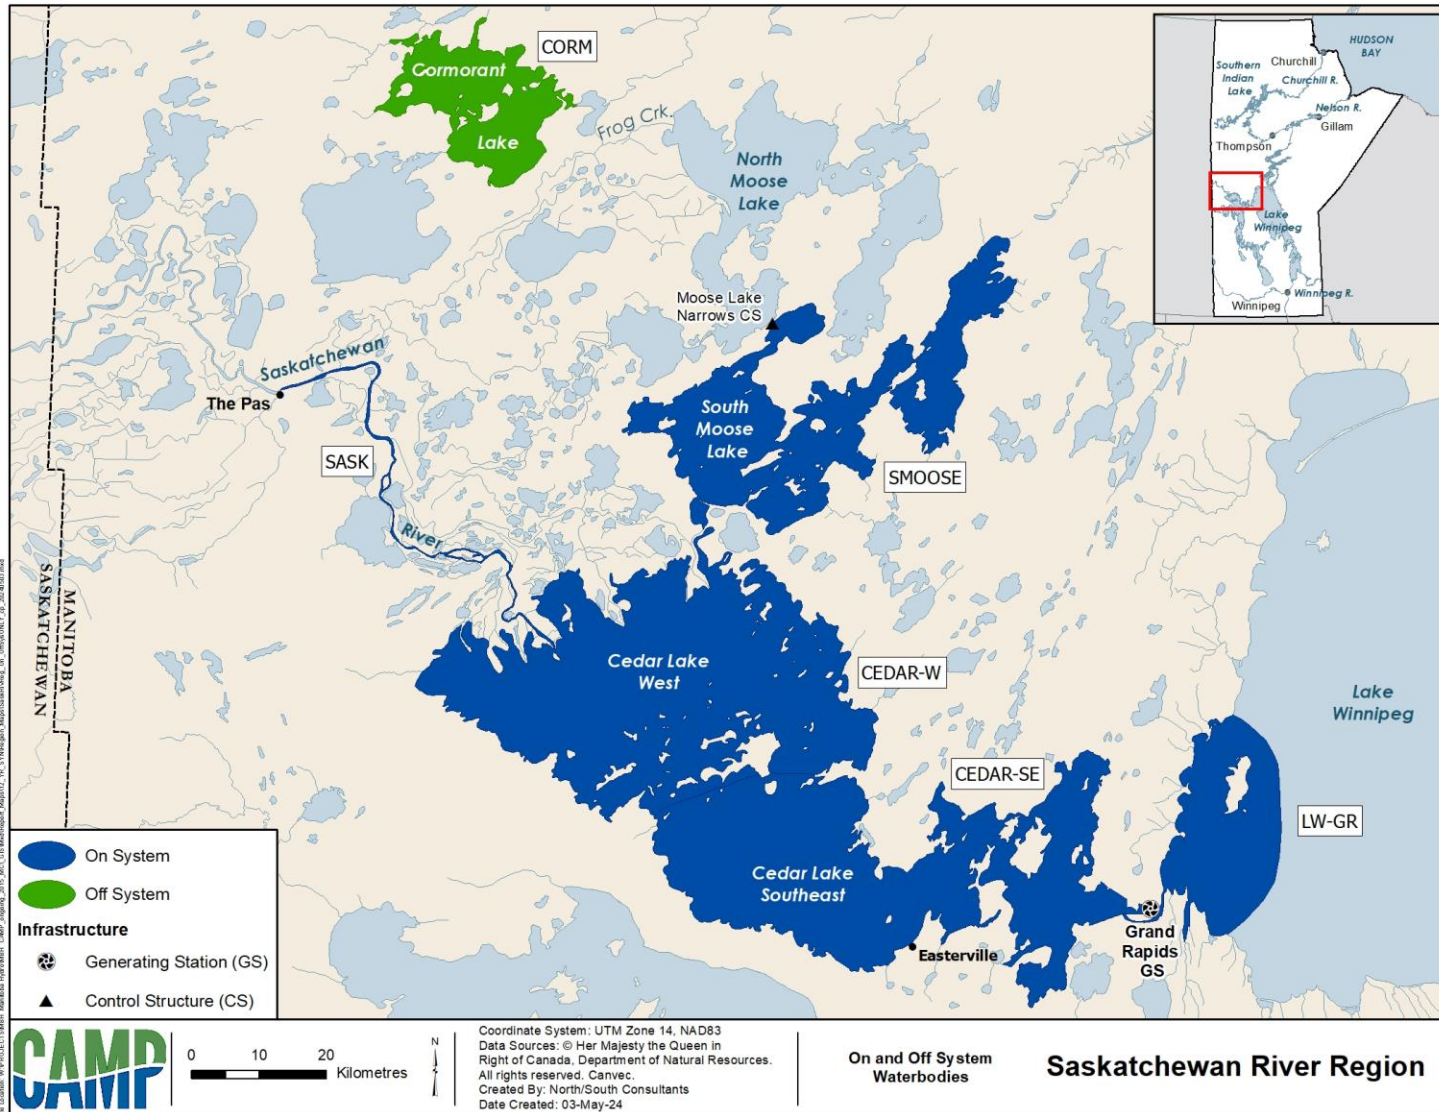 CORM
Cormorant
Lake
Frog Crk.
North
Moose
Lake
HUDSON
BAY
Churchill
Southern
Indian
Lake
Churchill R.
Nelson R.
Gillam
Thompson
Lake
Winnipeg
Winnipeg R.
Winnipeg
Moose Lake
Narrows CS
Saskatchewan
The Pas
South
Moose
Lake
SASK
SMOOSE
River
SASKATCHEWAN
MANITOBA
Cedar Lake
West
CEDAR-W
Lake
Winnipeg
CEDAR-SE
LW-GR
Cedar Lake
Southeast
Easterville
Grand
Rapids
GS
On System
Off System
Infrastructure
Generating Station (GS)
Control Structure (CS)
CAMP
0 10 20
Kilometres
N
Coordinate System: UTM Zone 14, NAD83
Data Sources: © Her Majesty the Queen in
Right of Canada, Department of Natural Resources.
All rights reserved. Canvec.
Created By: North/South Consultants
Date Created: 03-May-24
On and Off System
Waterbodies
Saskatchewan River Region